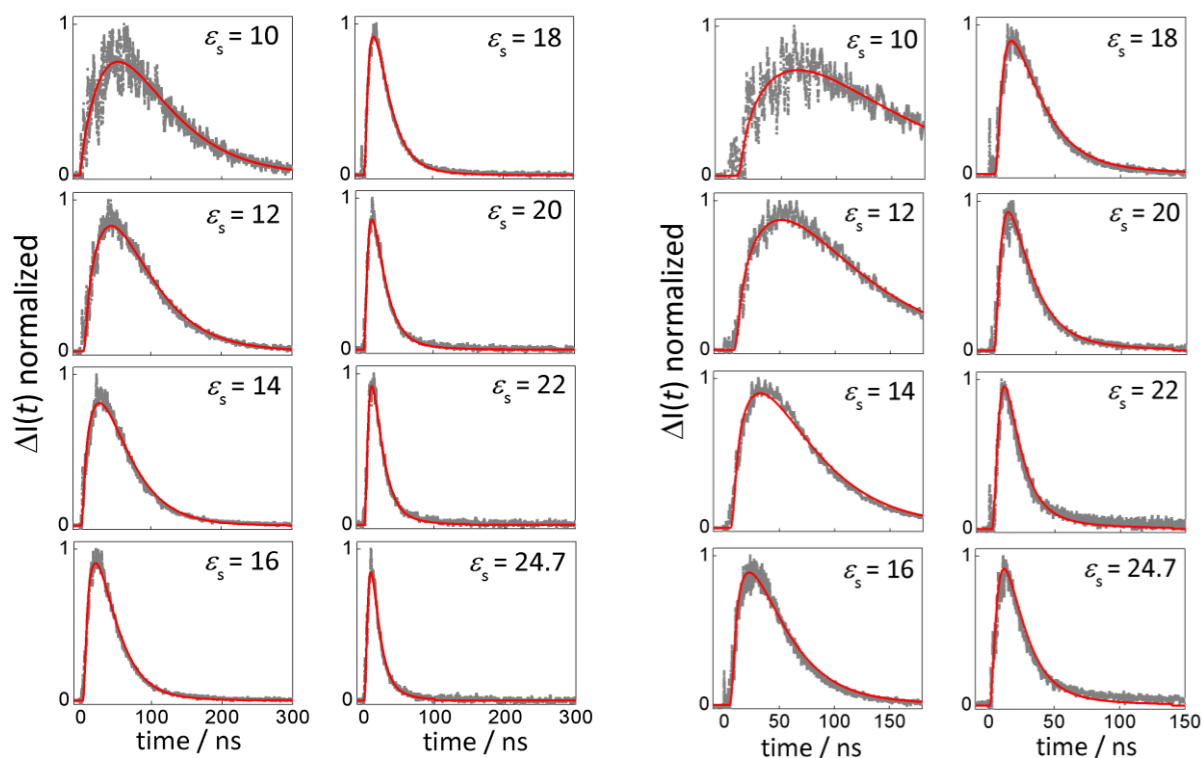 1
0
εs = 10
1
0
εs = 12
1
0
εs = 14
1
0
εs = 16
0 100 200 300
time / ns
ΔI(t) normalized
1
0
εs = 18
1
0
εs = 20
1
0
εs = 22
1
0
εs = 24.7
0 100 200 300
time / ns
1
0
εs = 10
1
0
εs = 12
1
0
εs = 14
1
0
εs = 16
0 50 100 150
time / ns
ΔI(t) normalized
1
0
εs = 18
1
0
εs = 20
1
0
εs = 22
1
0
εs = 24.7
0 50 100 150
time / ns